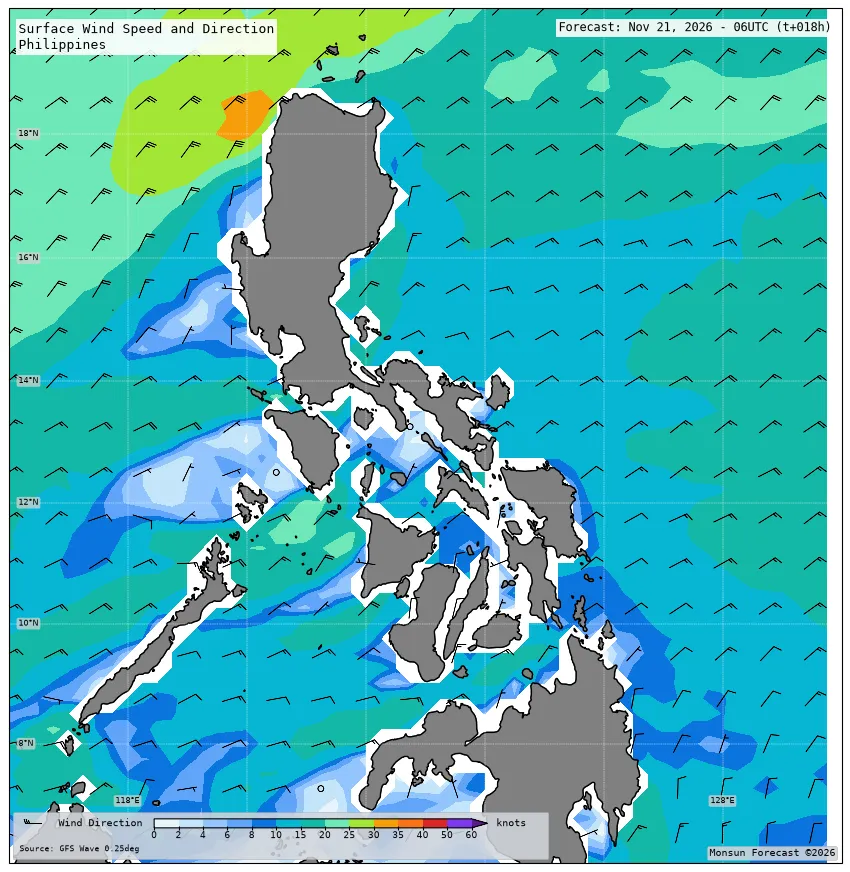 Surface Wind Speed and Direction
Philippines
Forecast: Nov 21, 2026 - 06UTC (t+018h)
18°N
16°N
14°N
12°N
10°N
8°N
118°E
128°E
Wind Direction
knots
0 2 4 6 8 10 15 20 25 30 35 40 50 60
Source: GFS Wave 0.25deg
Monsun Forecast ©2026